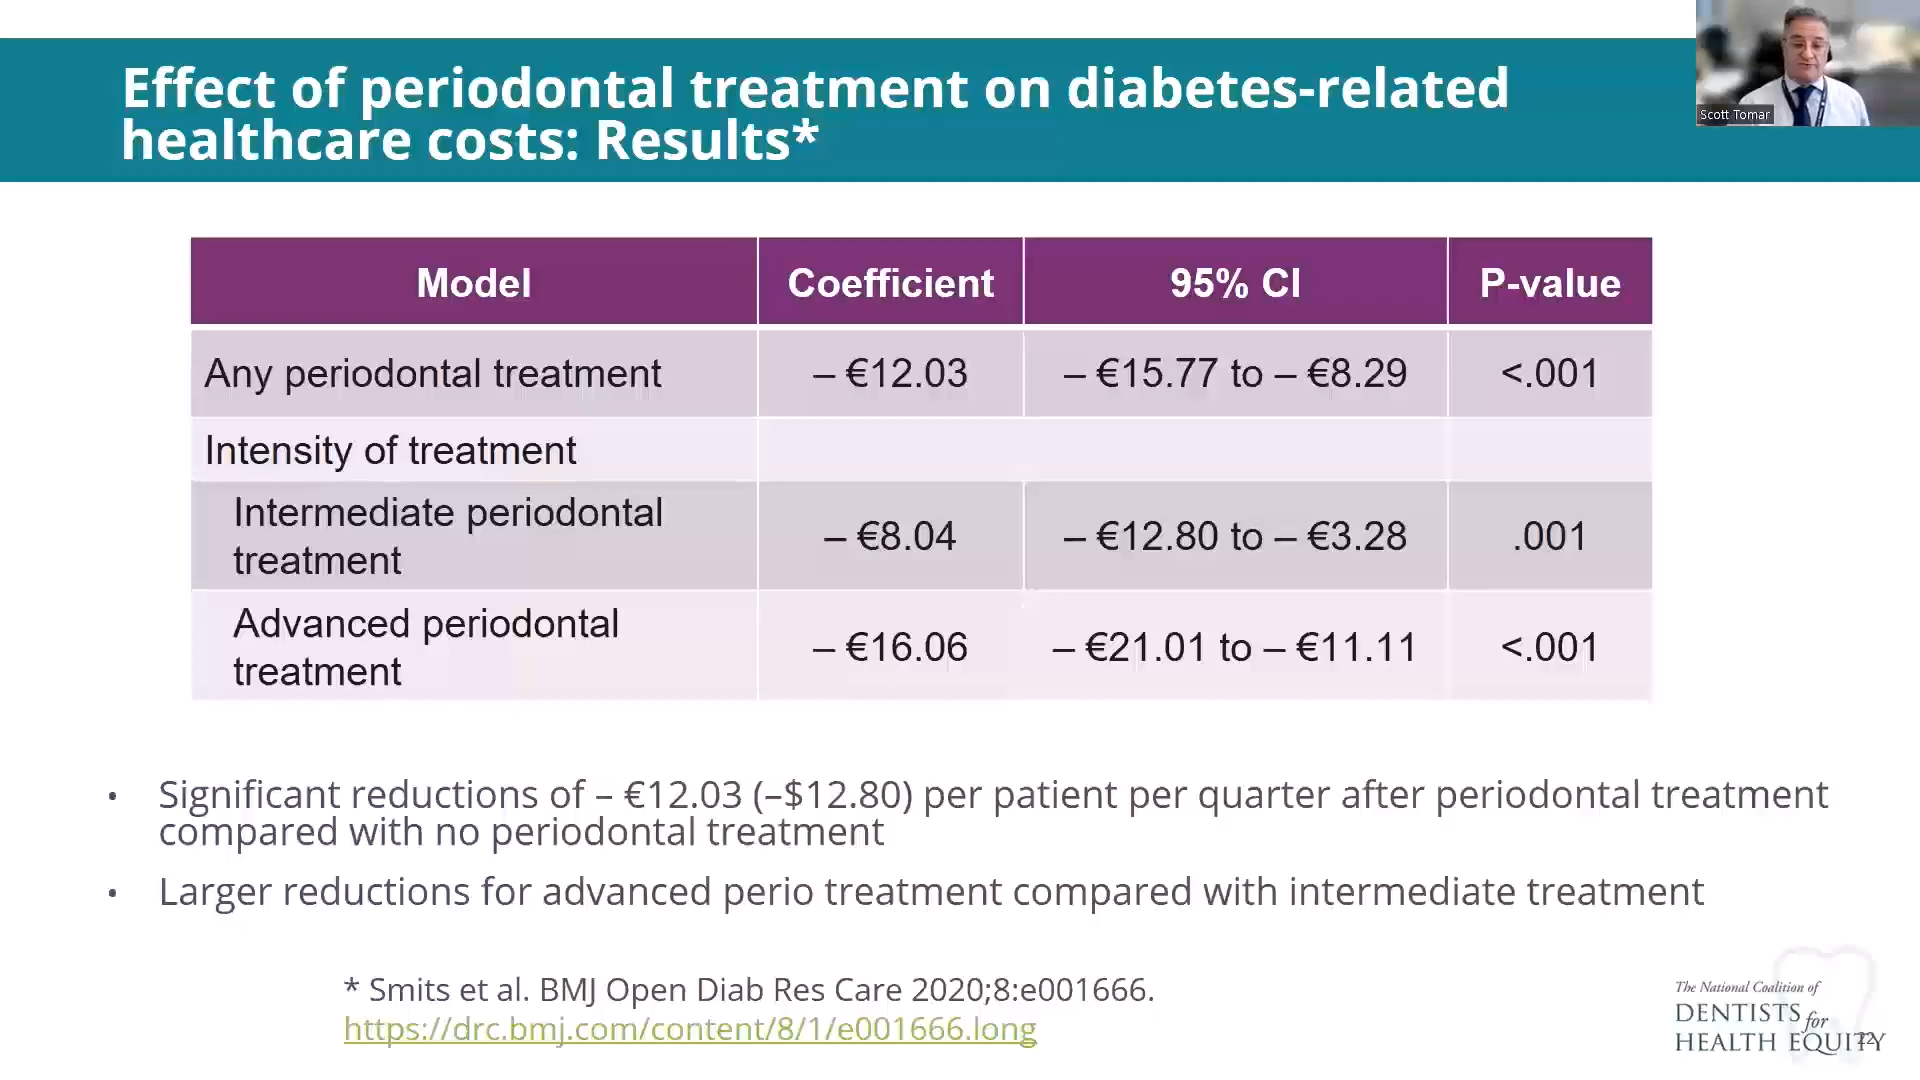 Scott Tomar
Effect of periodontal treatment on diabetes-related
healthcare costs: Results*
Model Coefficient 95% CI P-value
Any periodontal treatment – €12.03 – €15.77 to – €8.29 <.001
Intensity of treatment
Intermediate periodontal
treatment – €8.04 – €12.80 to – €3.28 .001
Advanced periodontal
treatment – €16.06 – €21.01 to – €11.11 <.001
• Significant reductions of – €12.03 (–$12.80) per patient per quarter after periodontal treatment
compared with no periodontal treatment
• Larger reductions for advanced perio treatment compared with intermediate treatment
* Smits et al. BMJ Open Diab Res Care 2020;8:e001666.
https://drc.bmj.com/content/8/1/e001666.long
The National Coalition of
DENTISTS for
HEALTH EQUITY
22